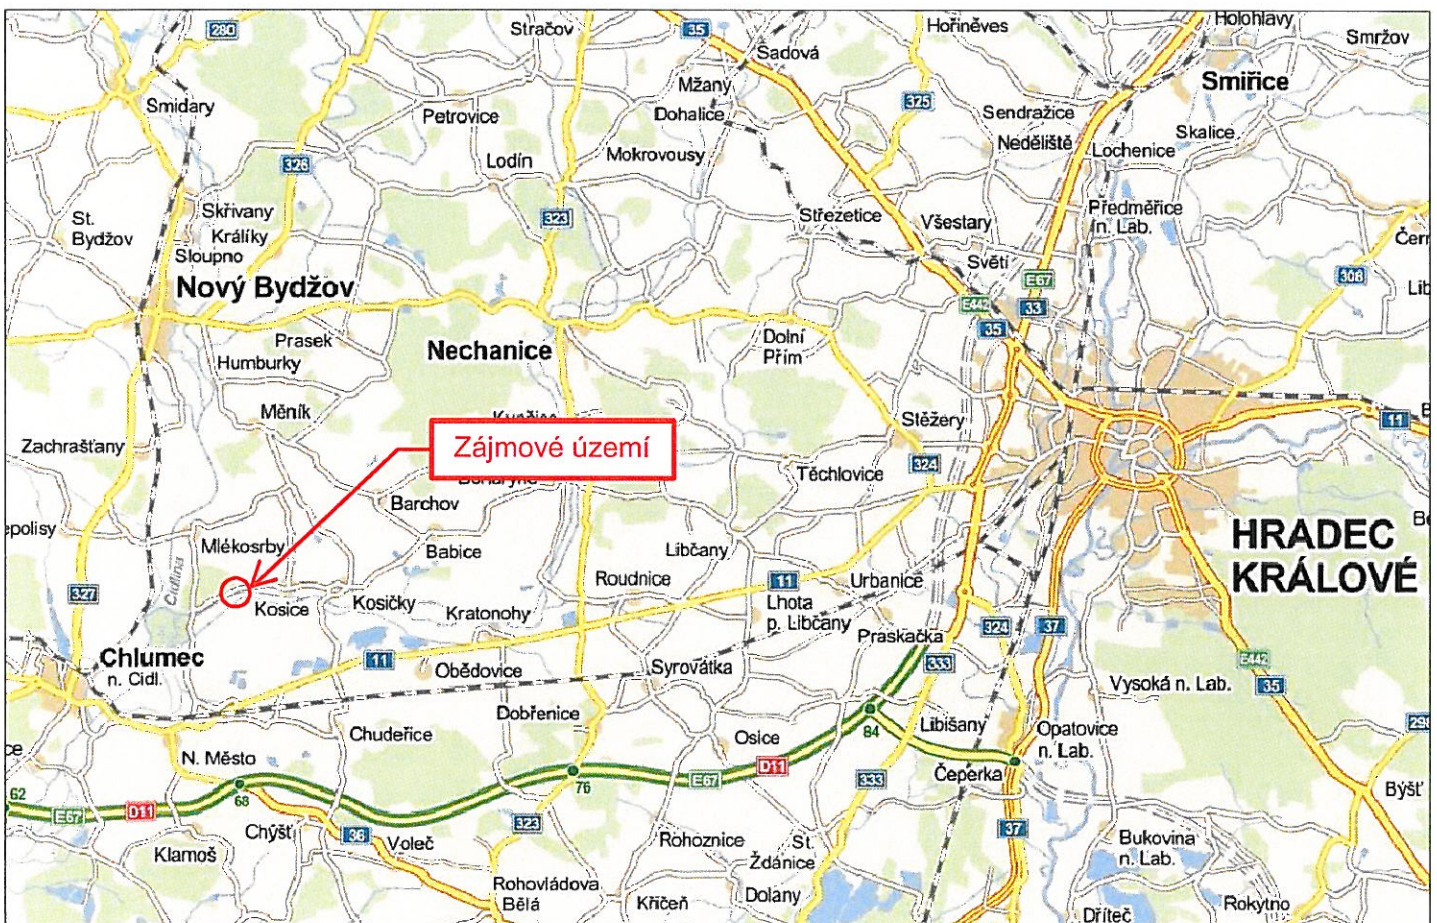 280
Stračov
35
Hořiněves
Holohlavy
Smržov
Sadová
Smidary
Mžany
Smiřice
Petrovice
Dohalice
325
Sendražice
Skalice
326
Lodín
Mokrovousy
Neděliště
Lochenice
St.
Bydžov
Skřivany
Králíky
Sloupno
323
Střezetice
Všestary
Předměřice
n. Lab.
Světí
Nový Bydžov
E67
E442
33
35
308
Prasek
Humburky
Nechanice
Dolní
Přím
Měník
Stěžery
11
Zachrašťany
Zájmové území
Těchlovice
324
Barchov
Mlékosrby
Babice
Libčany
HRADEC
KRÁLOVÉ
Cidlina
327
Kosice
Kosičky
Kratonohy
Roudnice
11
Urbanice
Lhota
p. Libčany
Praskačka
324
37
Chlumec
n. Cidl.
11
Obědovice
Syrovátka
333
E442
35
Vysoká n. Lab.
Chudeřice
Dobřenice
Osice
84
Libišany
Opatovice
n. Lab.
N. Město
62
E67
D11
68
76
E67
D11
333
Čeperka
Býšť
Chýšť
36
Voleč
323
Rohoznice
St.
Ždánice
37
Bukovina
n. Lab.
Klamoš
Rohovládova
Bělá
Křičeň
Dolany
Dříteč
Rokytno